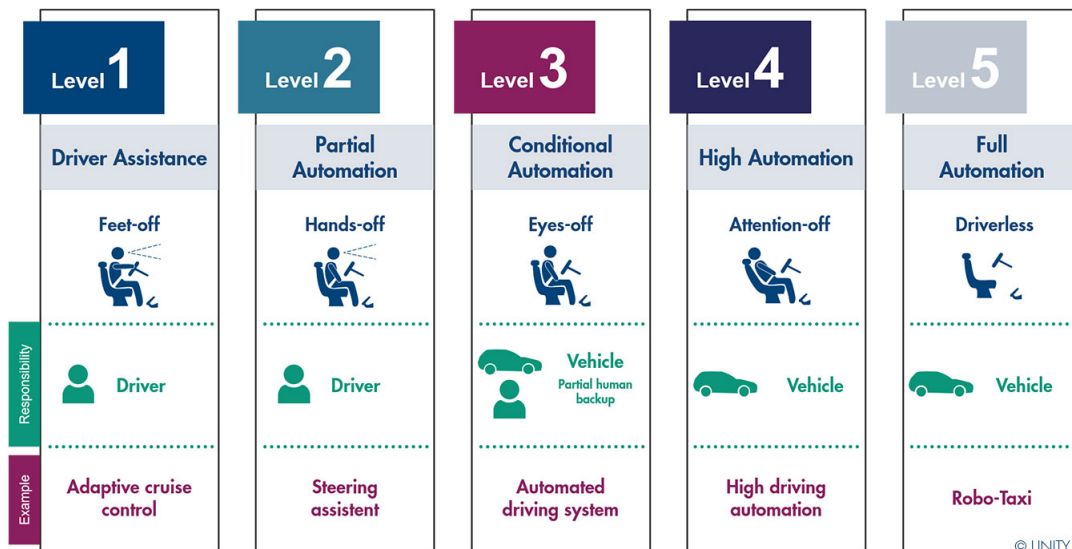 Level 1
Level 2
Level 3
Level 4
Level 5
Driver Assistance
Partial
Automation
Conditional
Automation
High Automation
Full
Automation
Feet-off
Hands-off
Eyes-off
Attention-off
Driverless
Responsibility
Driver
Driver
Vehicle
Partial human
backup
Vehicle
Vehicle
Example
Adaptive cruise
control
Steering
assistent
Automated
driving system
High driving
automation
Robo-Taxi
© UNITY